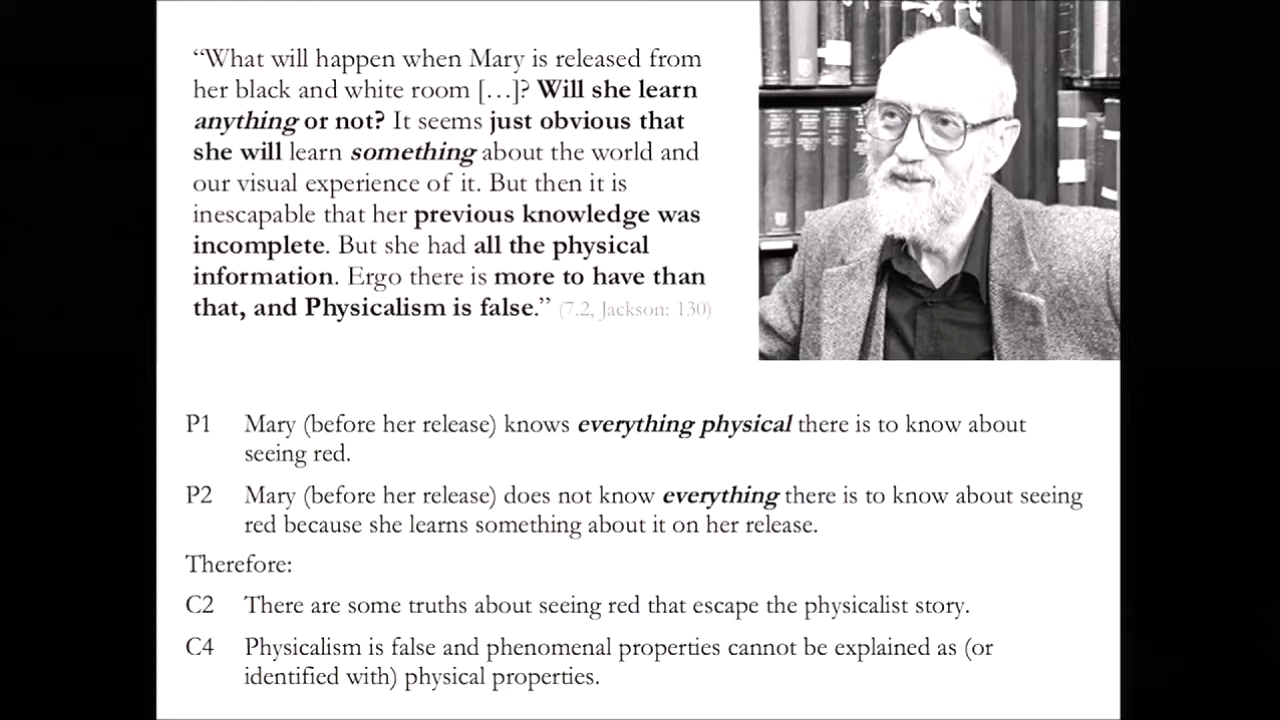 “What will happen when Mary is released from
her black and white room […]? Will she learn
anything or not? It seems just obvious that
she will learn something about the world and
our visual experience of it. But then it is
inescapable that her previous knowledge was
incomplete. But she had all the physical
information. Ergo there is more to have than
that, and Physicalism is false.” (7.2, Jackson: 130)
P1 Mary (before her release) knows everything physical there is to know about
seeing red.
P2 Mary (before her release) does not know everything there is to know about seeing
red because she learns something about it on her release.
Therefore:
C2 There are some truths about seeing red that escape the physicalist story.
C4 Physicalism is false and phenomenal properties cannot be explained as (or
identified with) physical properties.